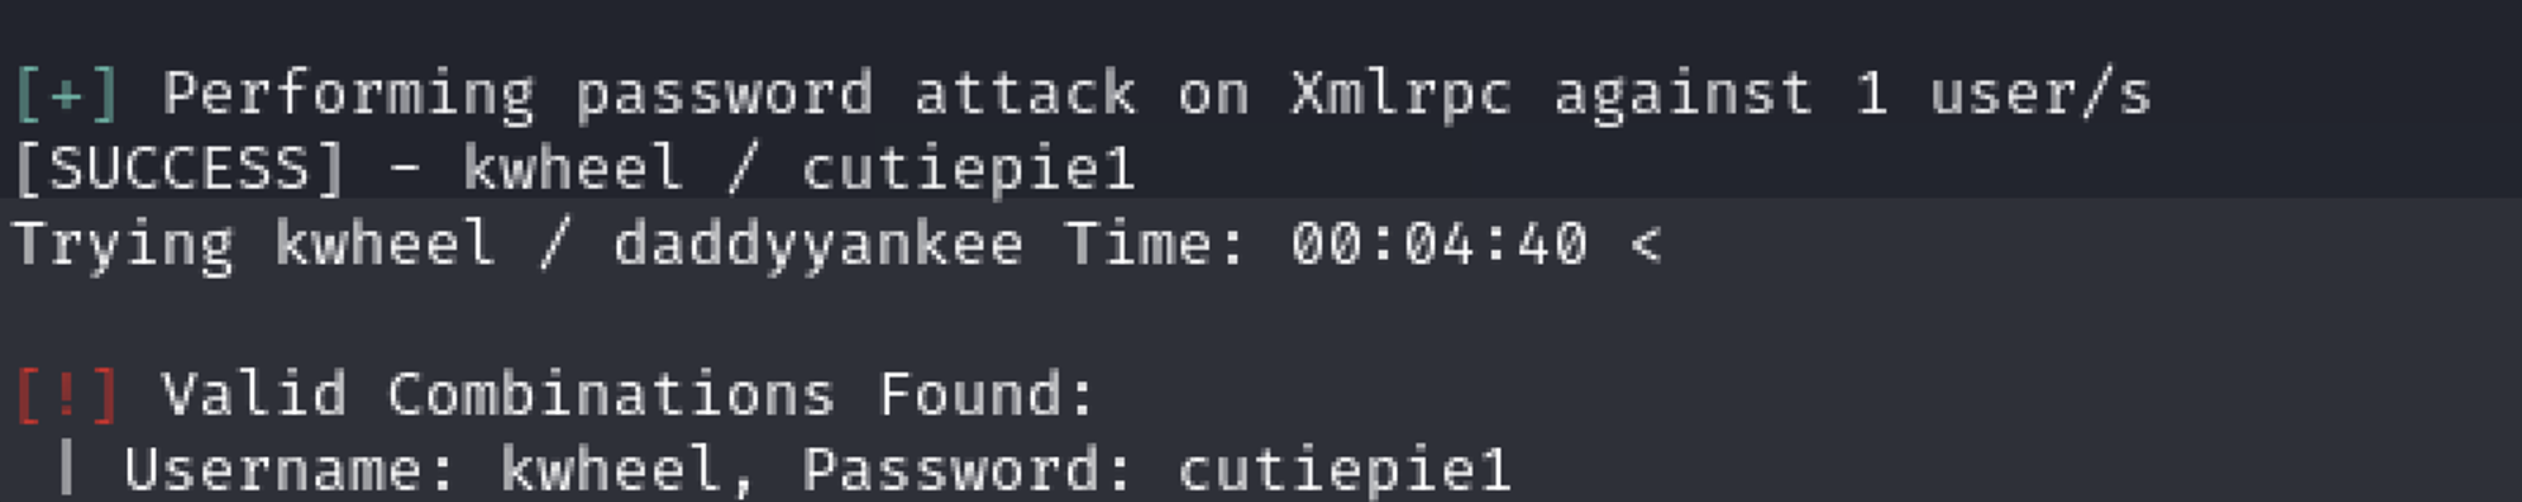 [+] Performing password attack on Xmlrpc against 1 user/s
[SUCCESS] - kwheel / cutiepie1
Trying kwheel / daddyyankee Time: 00:04:40 <
[!] Valid Combinations Found:
| Username: kwheel, Password: cutiepie1